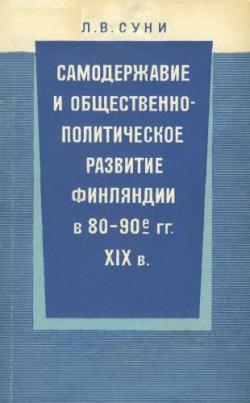 Л.В.СУНИ
САМОДЕРЖАВИЕ
И ОБЩЕСТВЕННО-
ПОЛИТИЧЕСКОЕ
РАЗВИТИЕ
ФИНЛЯНДИИ
в 80-90е гг.
XIX в.